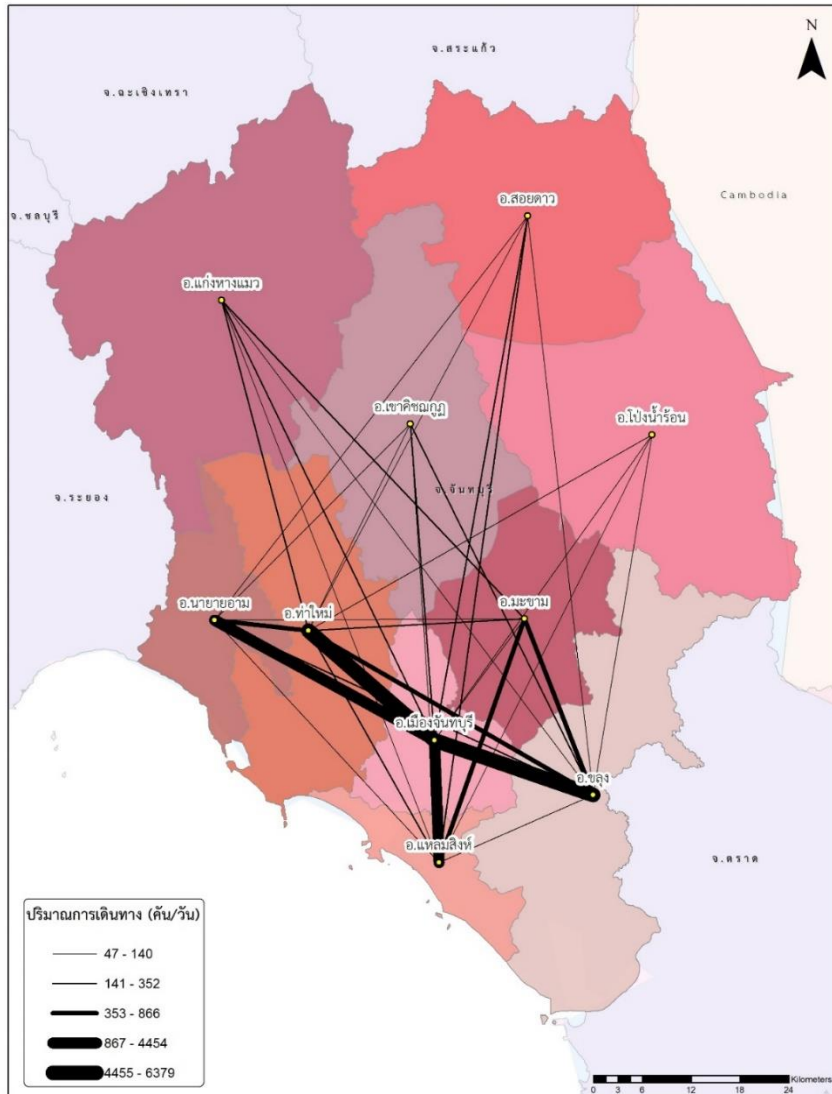 N
จ.สระแก้ว
จ.ฉะเชิงเทรา
Cambodia
อ.สอยดาว
จ.ชลบุรี
อ.แก่งหางแมว
อ.เขาคิชฌกูฏ
อ.โป่งน้ำร้อน
จ.จันทบุรี
จ.ระยอง
อ.นายายอาม
อ.ท่าใหม่
อ.มะขาม
อ.เมืองจันทบุรี
อ.ขลุง
อ.แหลมสิงห์
จ.ตราด
ปริมาณการเดินทาง (คัน/วัน)
47 - 140
141 - 352
353 - 866
867 - 4454
4455 - 6379
Kilometers
0 3 6 12 18 24